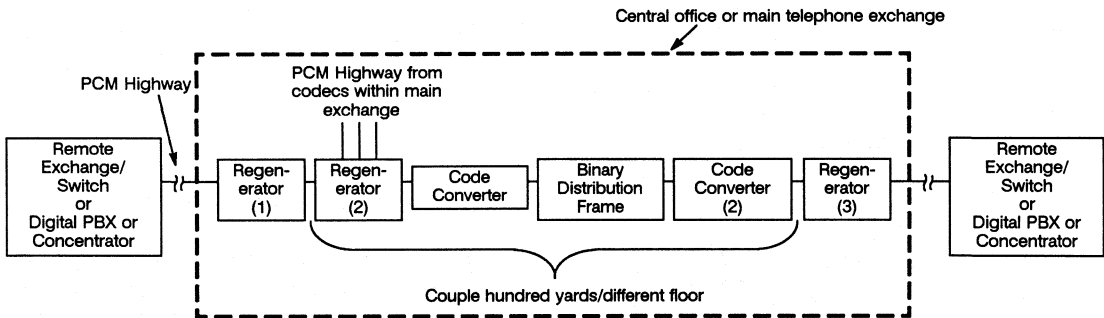 Central office or main telephone exchange
PCM Highway
PCM Highway from
codecs within main
exchange
Remote
Exchange/
Switch
or
Digital PBX or
Concentrator
Regen-
erator
(1)
Regen-
erator
(2)
Code
Converter
Binary
Distribution
Frame
Code
Converter
(2)
Regen-
erator
(3)
Remote
Exchange/
Switch
or
Digital PBX or
Concentrator
Couple hundred yards/different floor